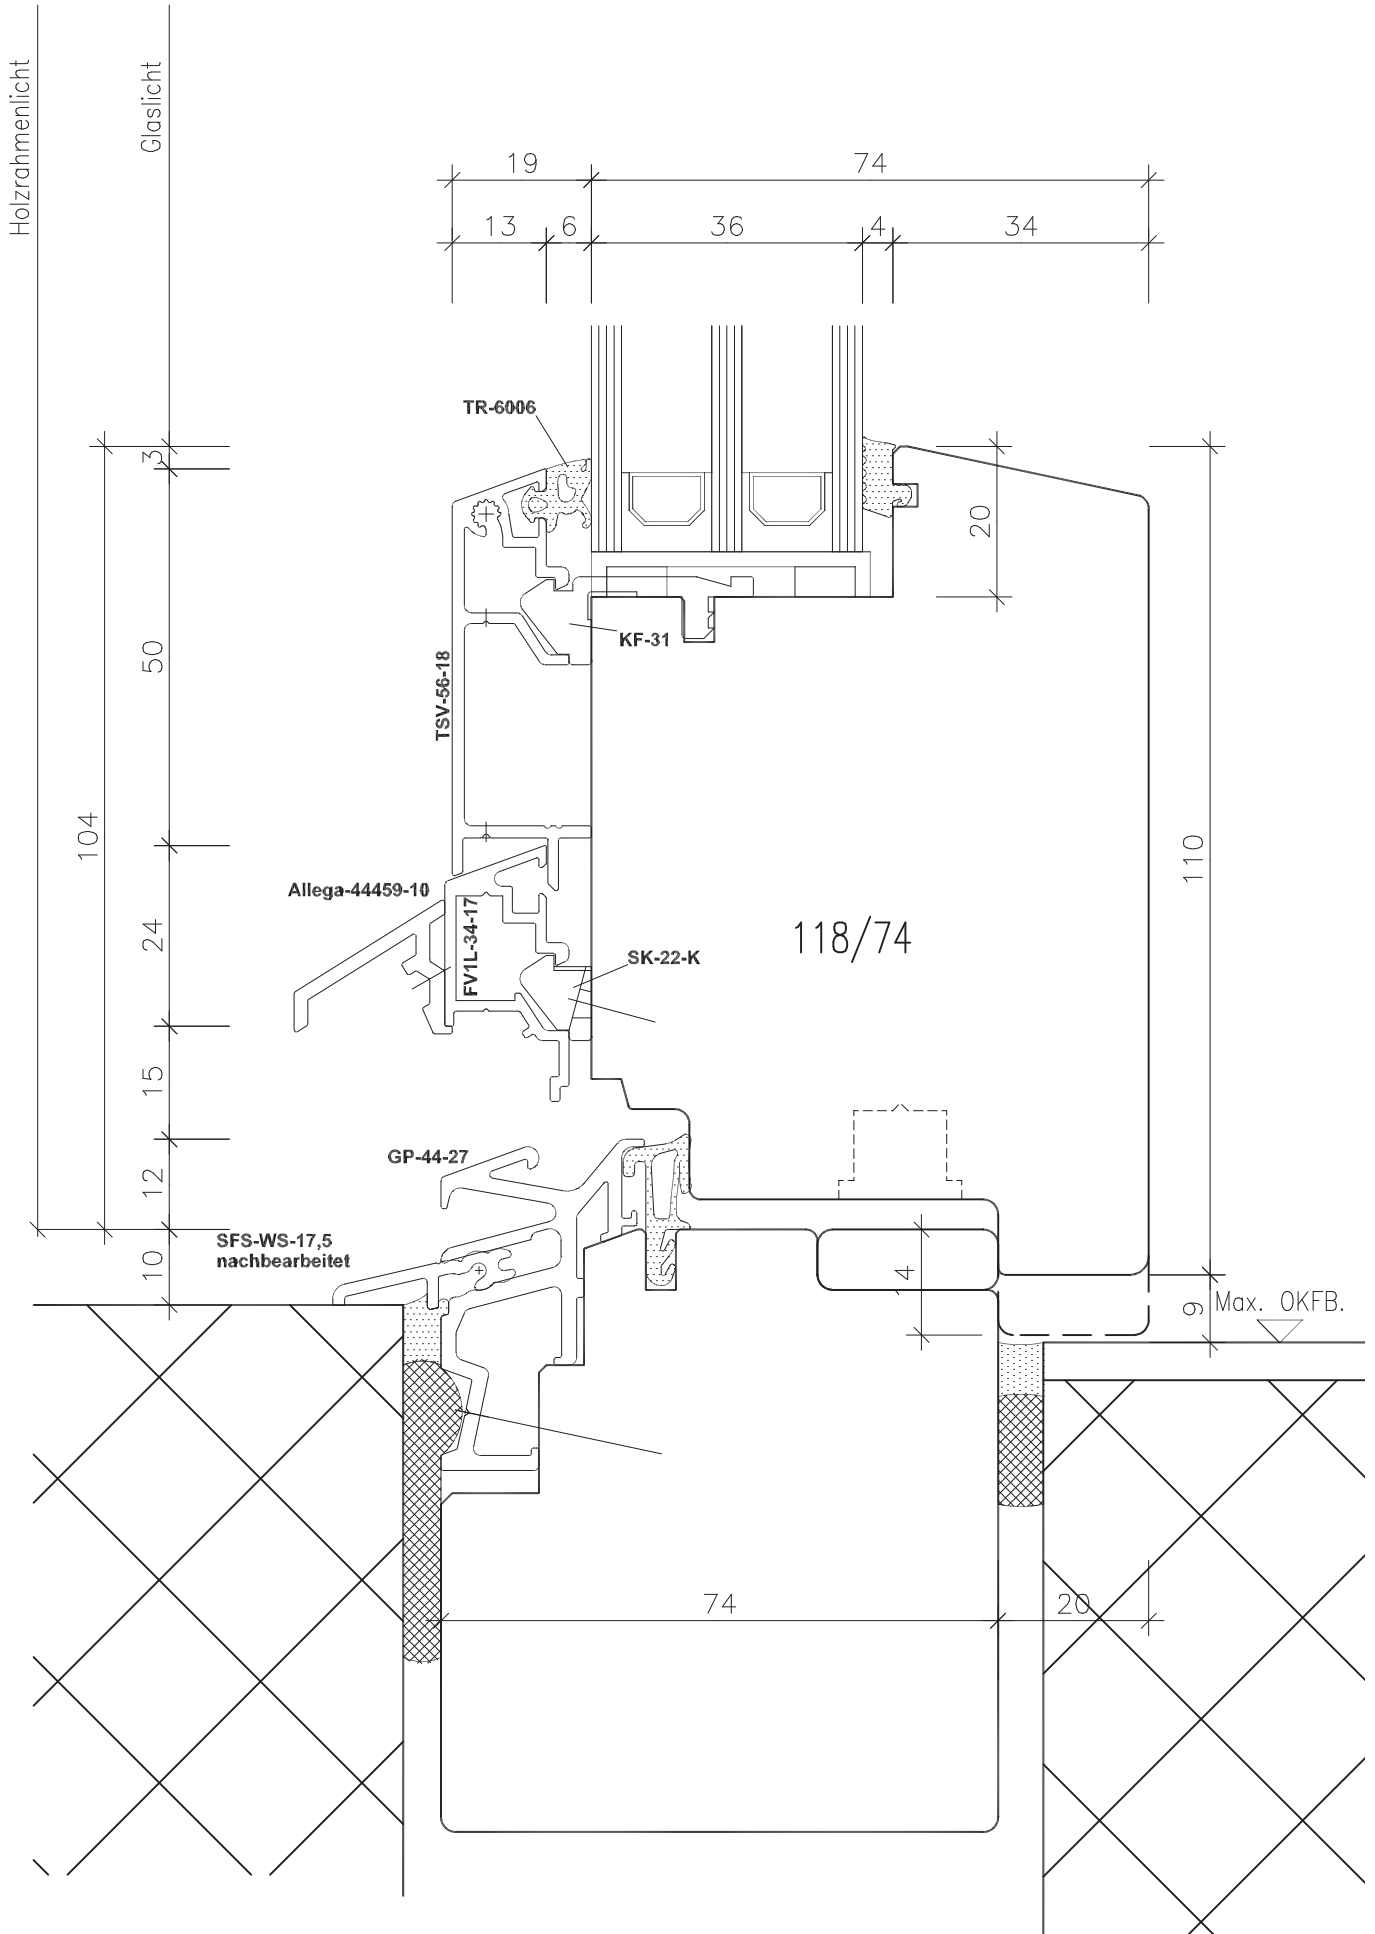 Holzrahmenlicht
Glaslicht
19
74
13
6
36
4
34
TR-6006
3
20
KF-31
50
TSV-56-18
104
110
Allega-44459-10
FV1L-34-17
24
118/74
SK-22-K
15
GP-44-27
12
SFS-WS-17,5
nachbearbeitet
10
4
9
Max. OKFB.
74
20